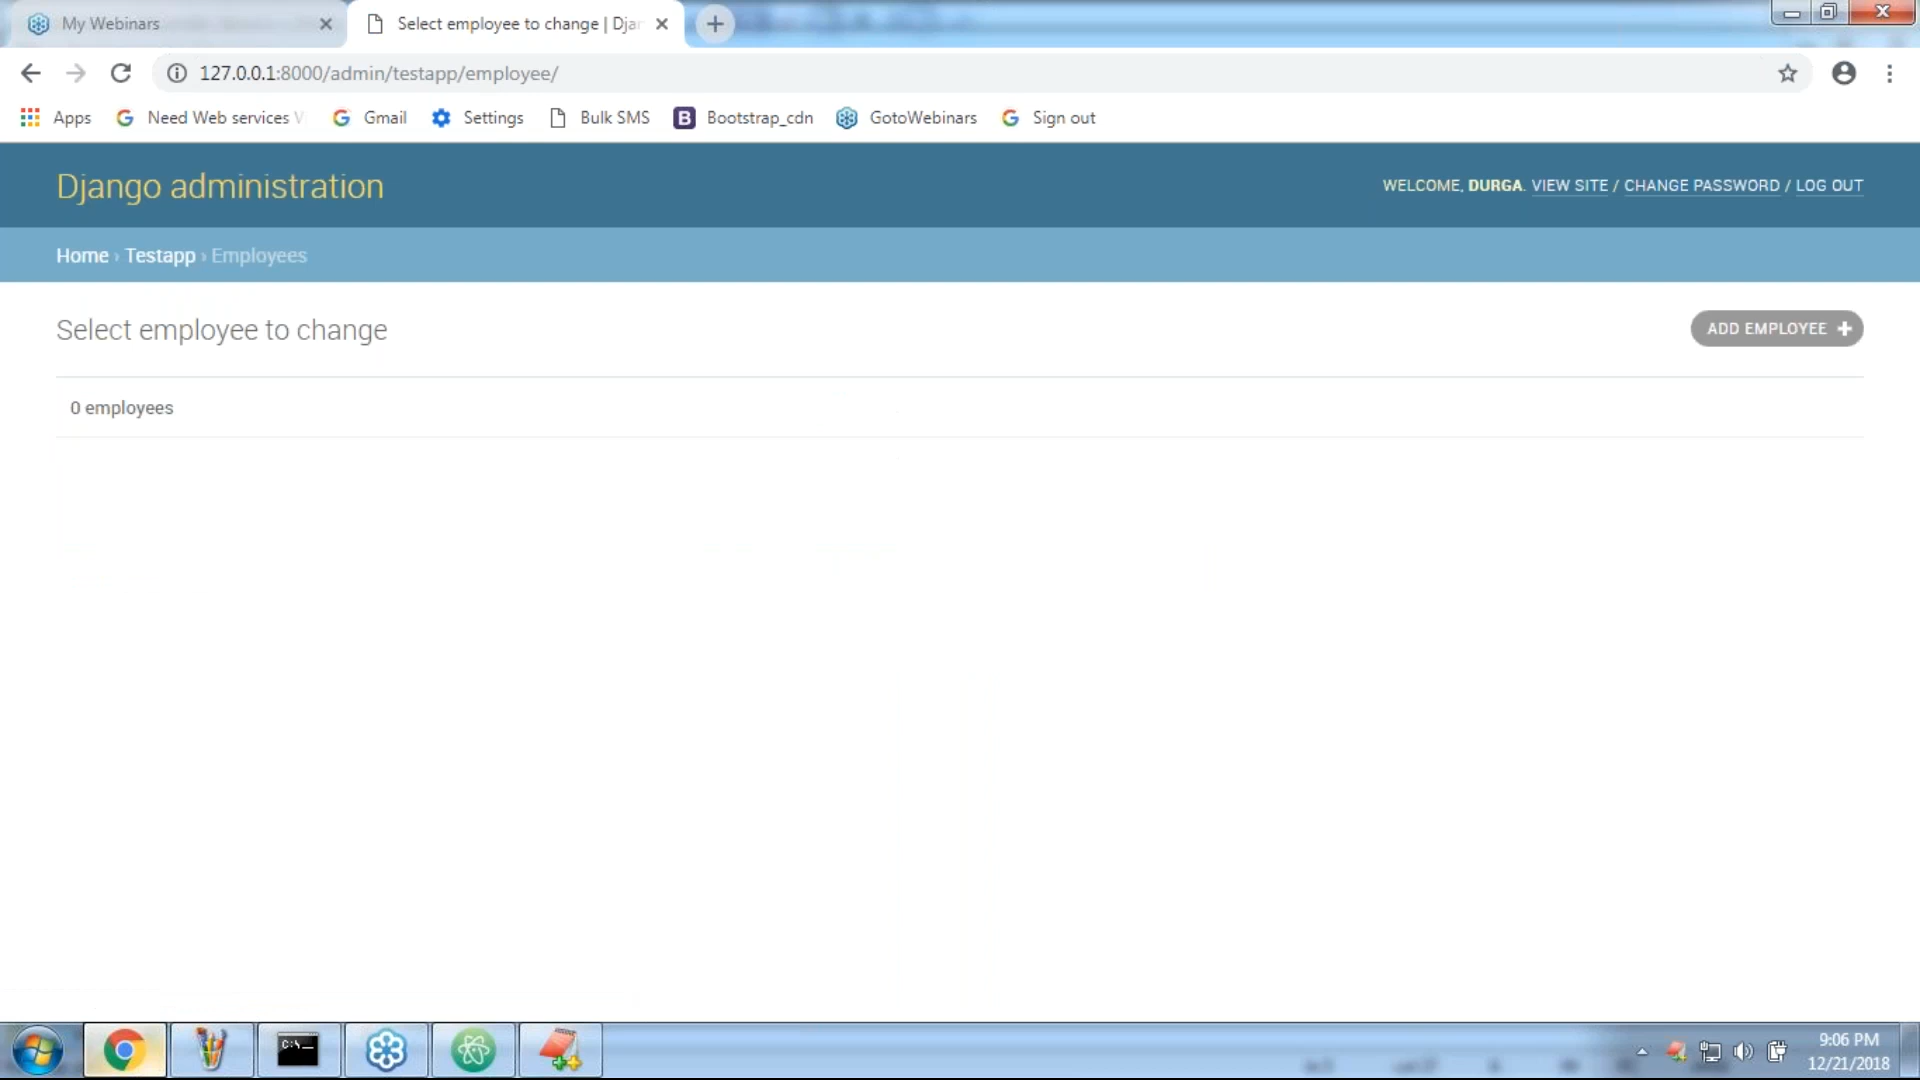 My Webinars
Select employee to change | Djan
127.0.0.1:8000/admin/testapp/employee/
Apps
Need Web services V
Gmail
Settings
Bulk SMS
Bootstrap_cdn
GotoWebinars
Sign out
Django administration
WELCOME, DURGA. VIEW SITE / CHANGE PASSWORD / LOG OUT
Home › Testapp › Employees
Select employee to change
ADD EMPLOYEE
0 employees
9:06 PM
12/21/2018